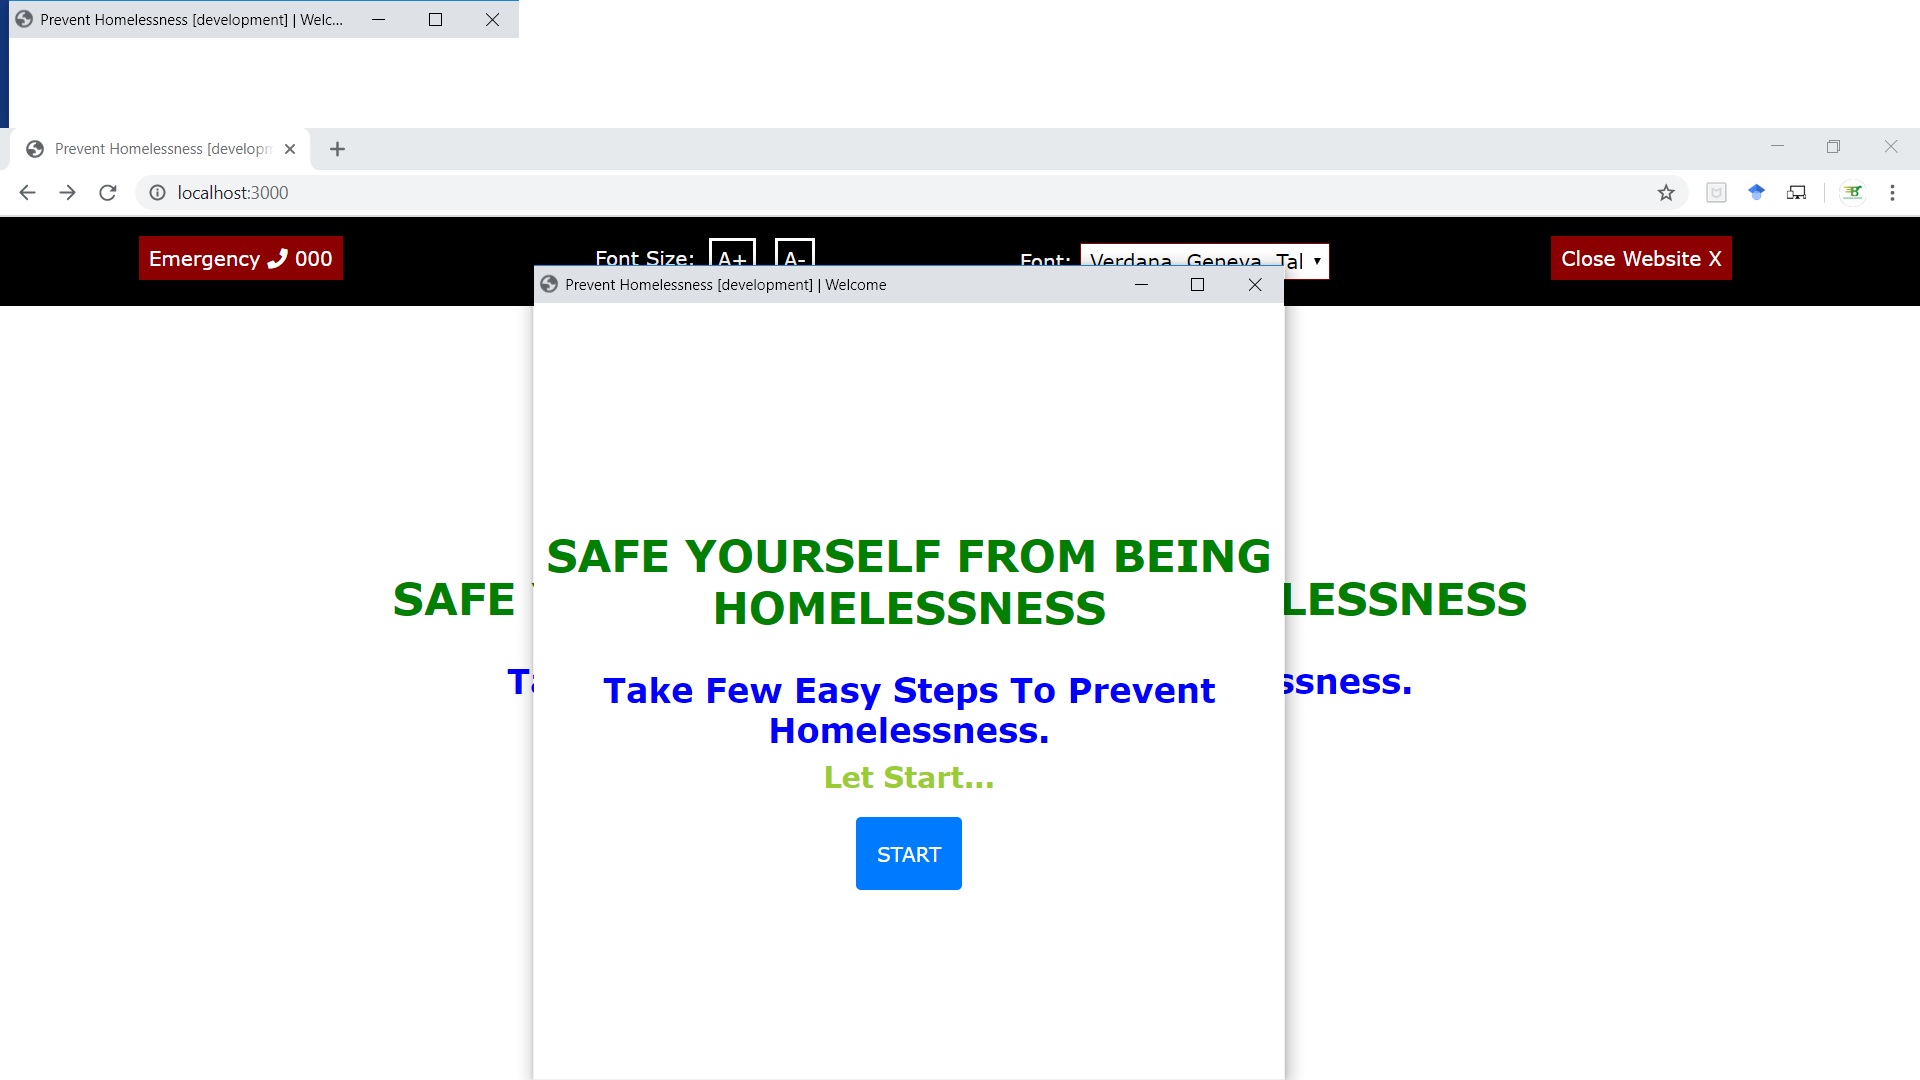 Prevent Homelessness [development] | Welc...
Prevent Homelessness [developm
localhost:3000
Emergency 000
Font Size: A+ A-
Font: Verdana, Geneva, Tal
Close Website X
Prevent Homelessness [development] | Welcome
SAFE YOURSELF FROM BEING
HOMELESSNESS
SAFE
LESSNESS
Take Few Easy Steps To Prevent
Homelessness.
Ta
ssness.
Let Start...
START